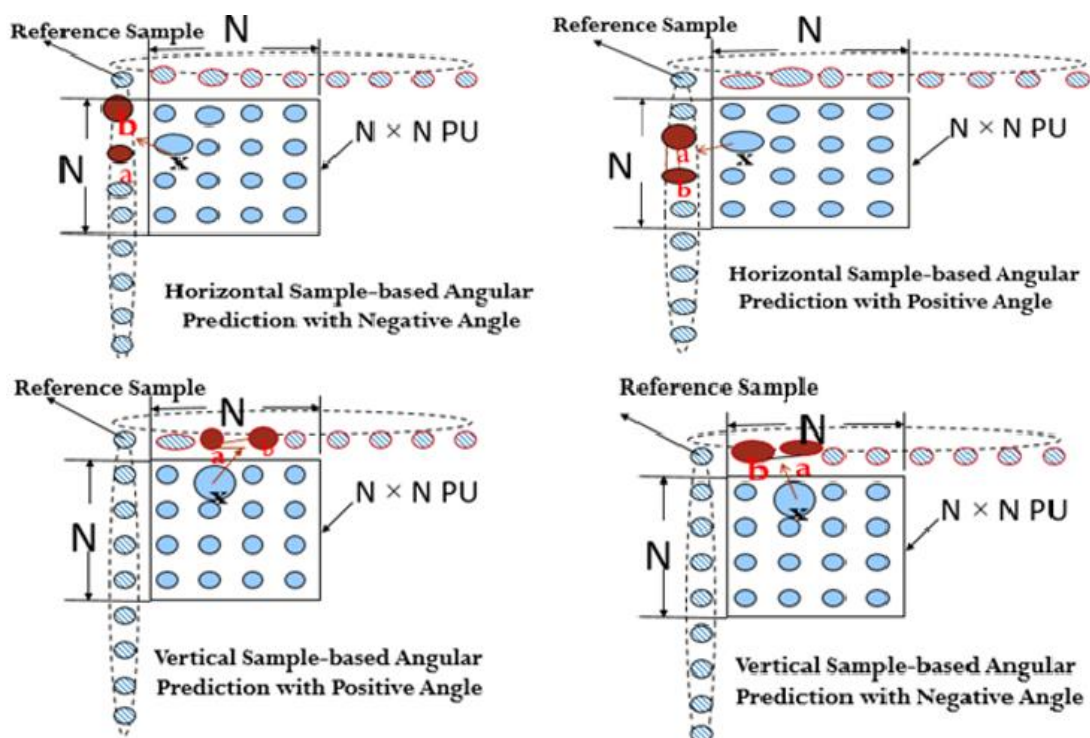 Reference Sample
N
b
a
x
N
N × N PU
Horizontal Sample-based Angular
Prediction with Negative Angle
Reference Sample
N
a
x
b
N
N × N PU
Horizontal Sample-based Angular
Prediction with Positive Angle
Reference Sample
N
a
b
x
N
N × N PU
Vertical Sample-based Angular
Prediction with Positive Angle
Reference Sample
N
b
a
x
N
N × N PU
Vertical Sample-based Angular
Prediction with Negative Angle